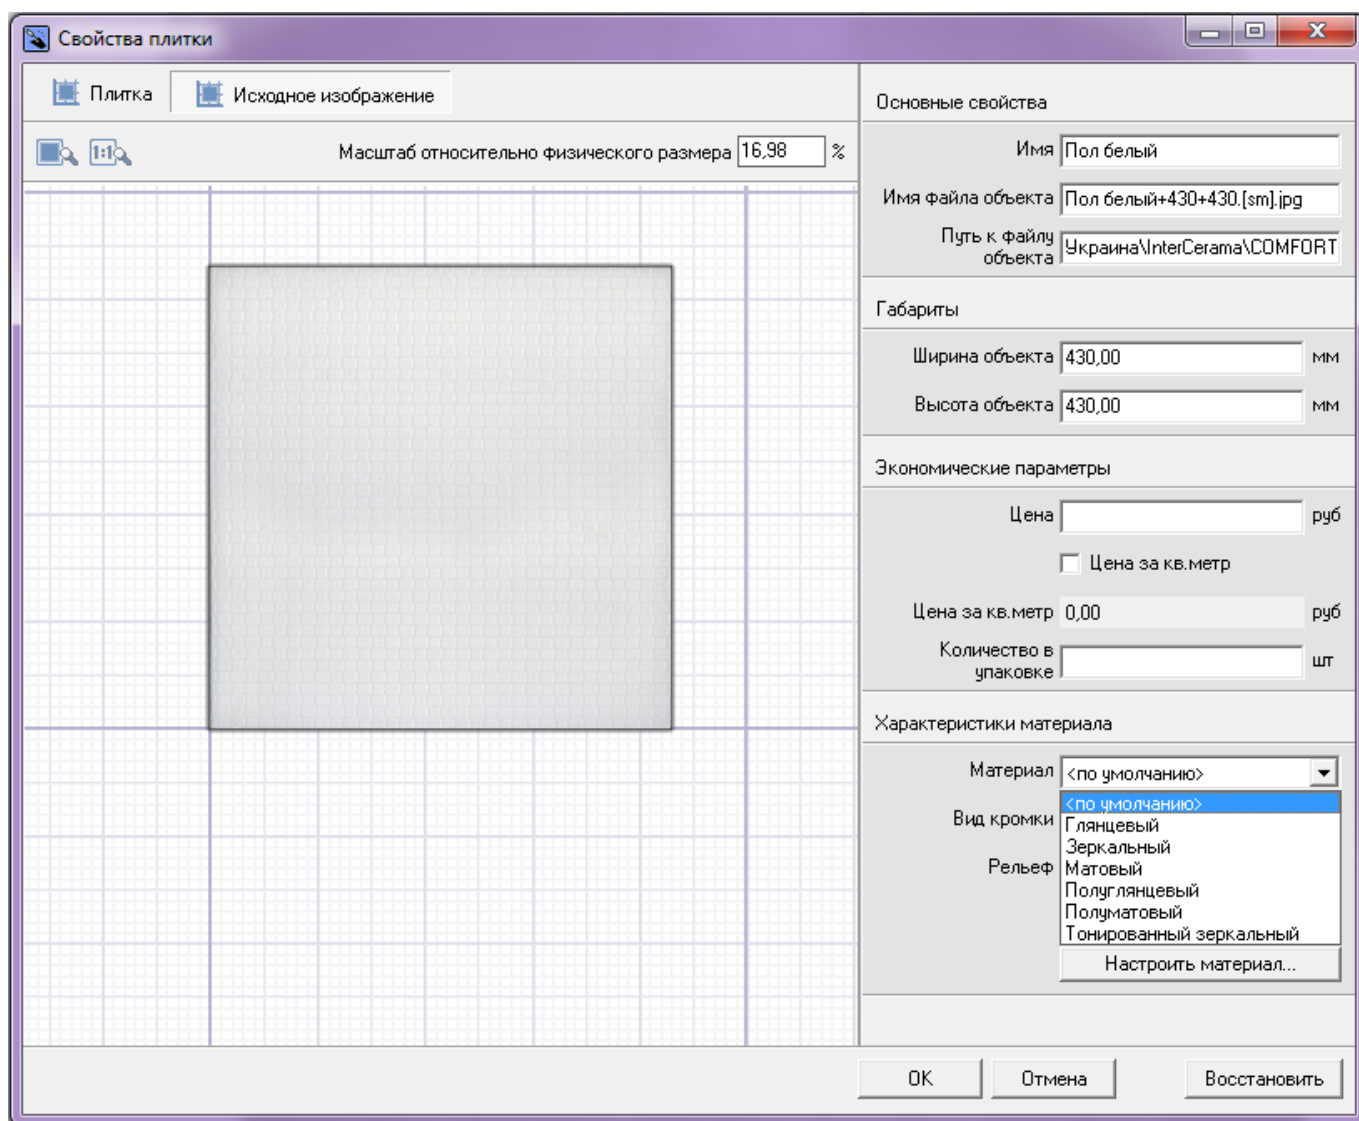 Свойства плитки
Плитка
Исходное изображение
1:1
Масштаб относительно физического размера 16,98 %
Основные свойства
Имя Пол белый
Имя файла объекта Пол белый+430+430.[sm].jpg
Путь к файлу
объекта
Украина\InterCerama\COMFORT
Габариты
Ширина объекта 430,00 мм
Высота объекта 430,00 мм
Экономические параметры
Цена руб
Цена за кв.метр
Цена за кв.метр 0,00 руб
Количество в
упаковке
шт
Характеристики материала
Материал <по умолчанию>
<по умолчанию>
Вид кромки
Глянцевый
Зеркальный
Рельеф
Матовый
Полуглянцевый
Полуматовый
Тонированный зеркальный
Настроить материал...
OK
Отмена
Восстановить